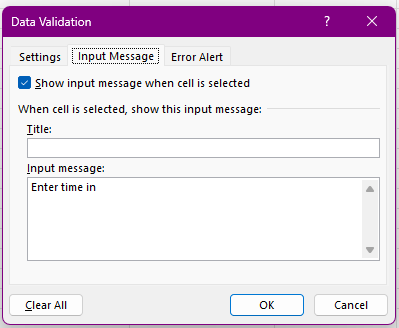 Data Validation
Settings Input Message Error Alert
Show input message when cell is selected
When cell is selected, show this input message:
Title:
Input message:
Enter time in
Clear All OK Cancel